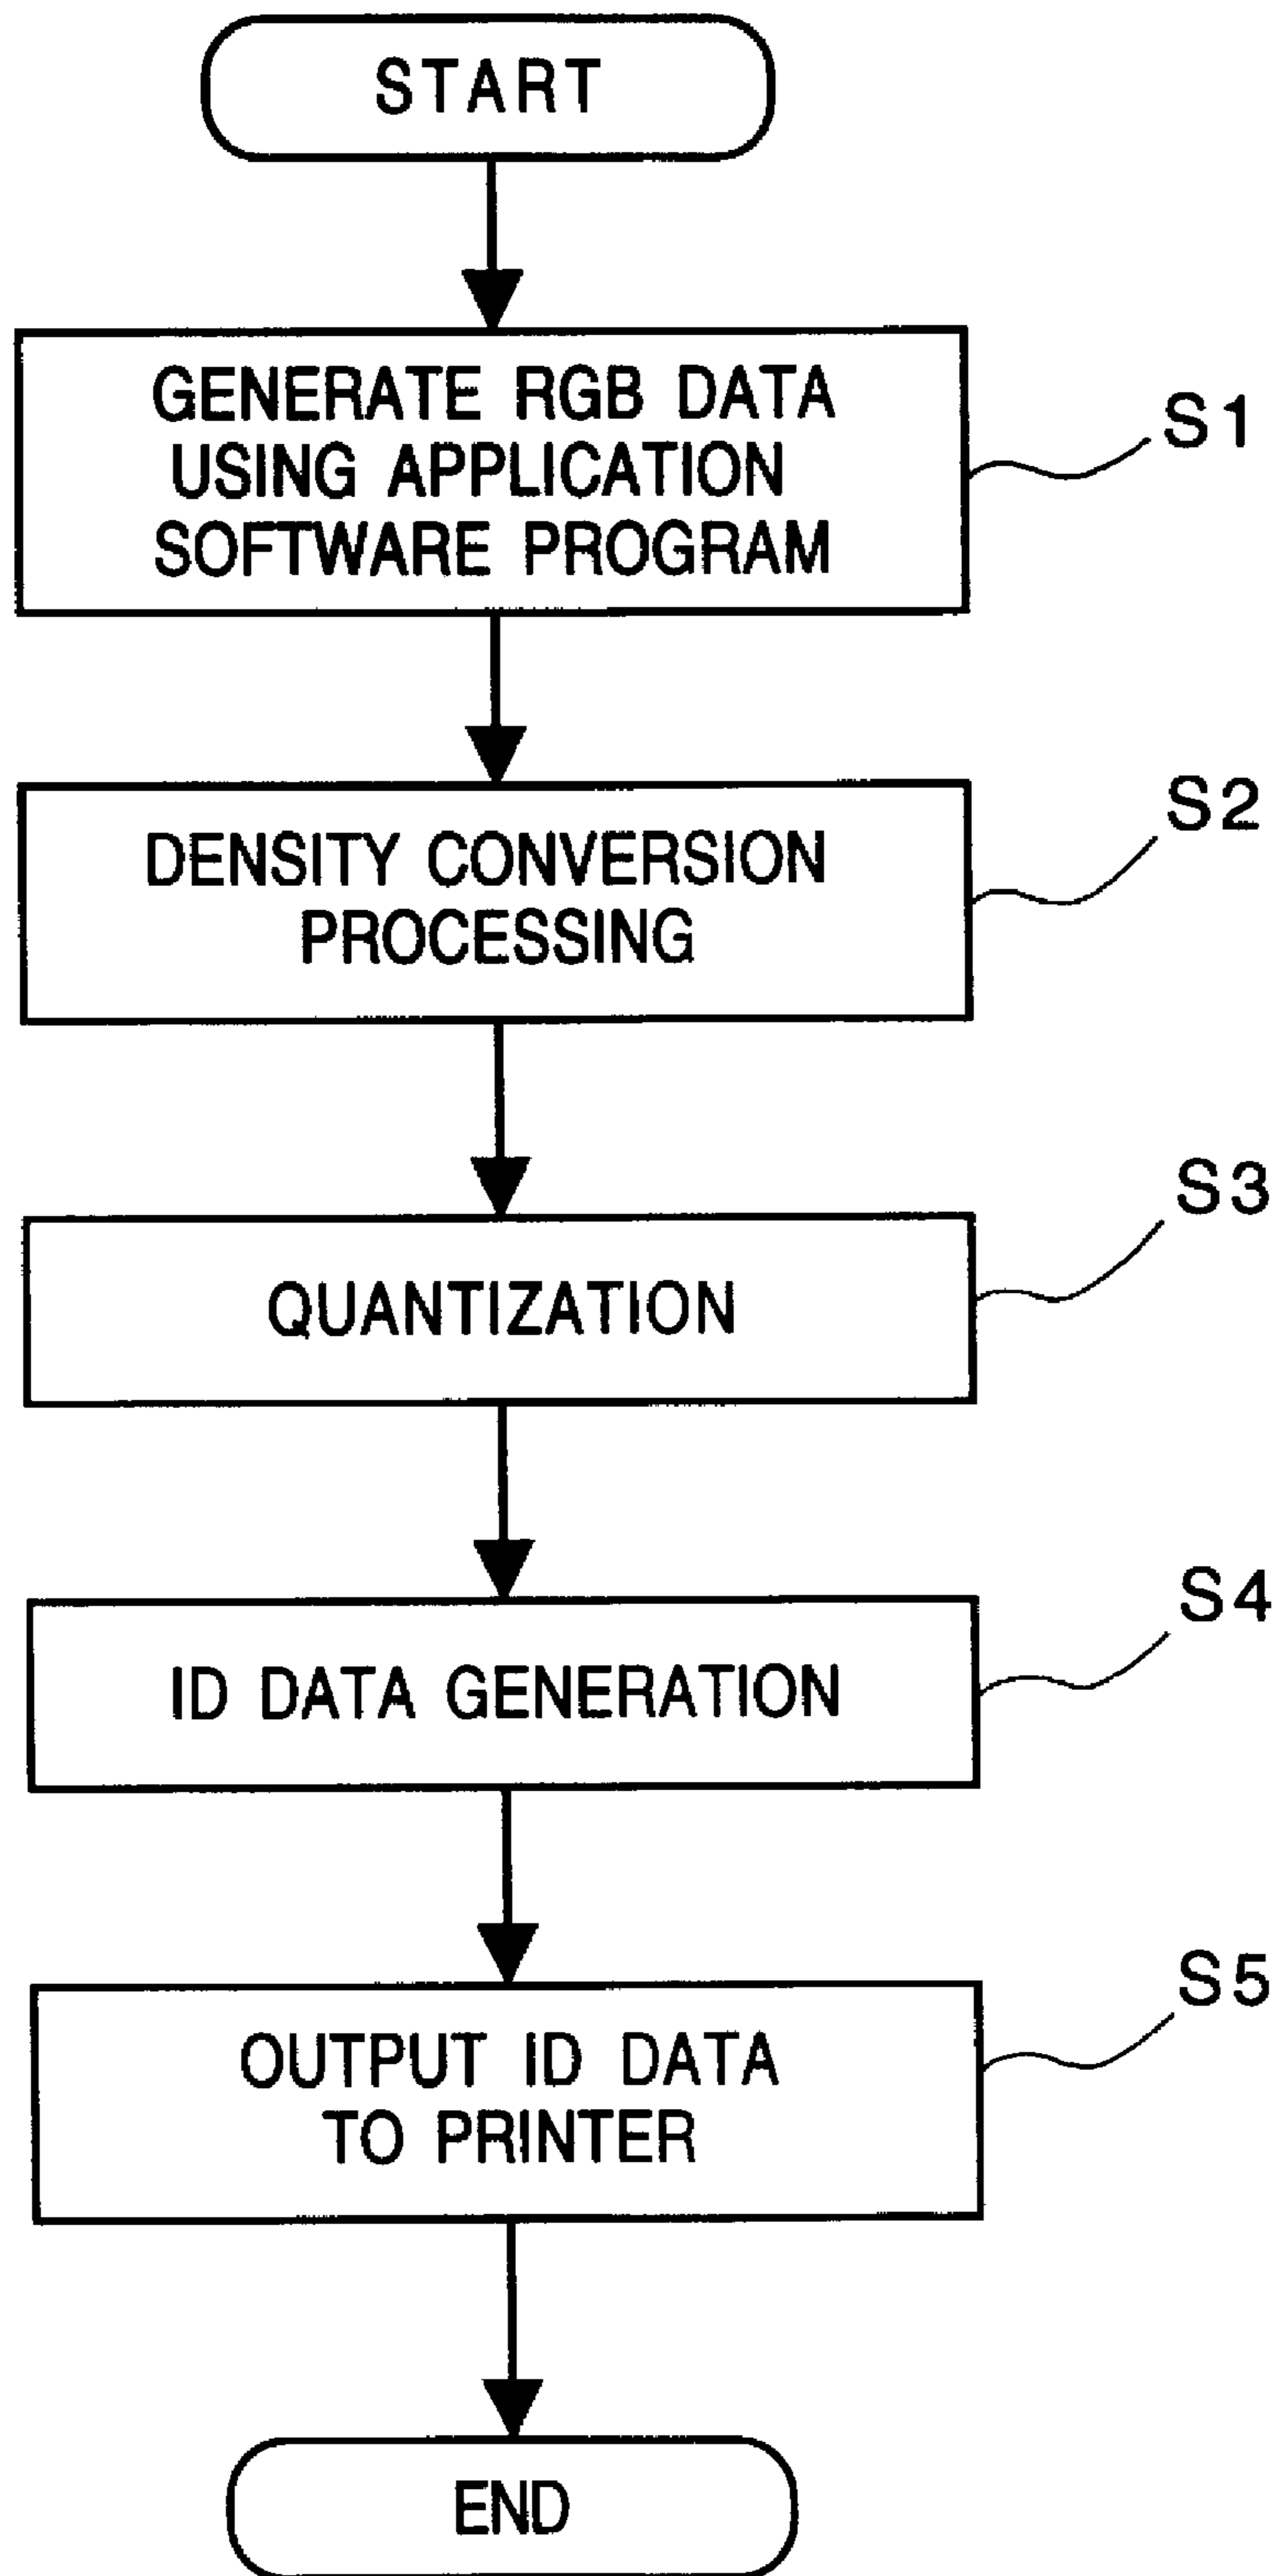 START
GENERATE RGB DATA
USING APPLICATION
SOFTWARE PROGRAM
S1
DENSITY CONVERSION
PROCESSING
S2
QUANTIZATION
S3
ID DATA GENERATION
S4
OUTPUT ID DATA
TO PRINTER
S5
END